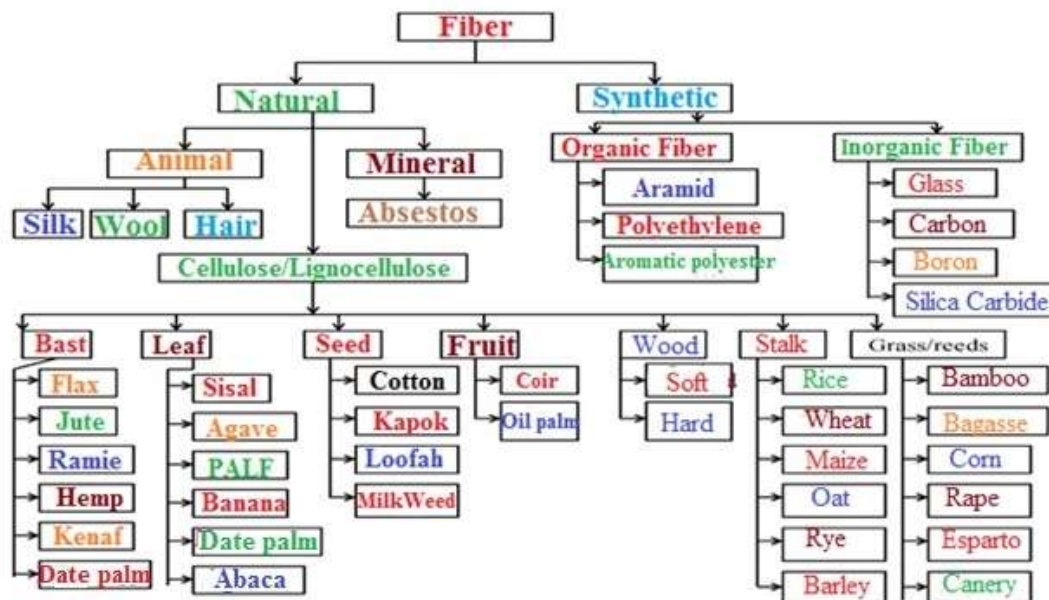 Fiber
Natural
Synthetic
Animal
Mineral
Organic Fiber
Inorganic Fiber
Silk
Wool
Hair
Absestos
Aramid
Polyethylene
Aromatic polyester
Glass
Carbon
Boron
Silica Carbide
Cellulose/Lignocellulose
Bast
Leaf
Seed
Fruit
Wood
Stalk
Grass/reeds
Flax
Jute
Ramie
Hemp
Kenaf
Date palm
Sisal
Agave
PALF
Banana
Date palm
Abaca
Cotton
Kapok
Loofah
MilkWeed
Coir
Oil palm
Soft
Hard
Rice
Wheat
Maize
Oat
Rye
Barley
Bamboo
Bagasse
Corn
Rape
Esparto
Canery